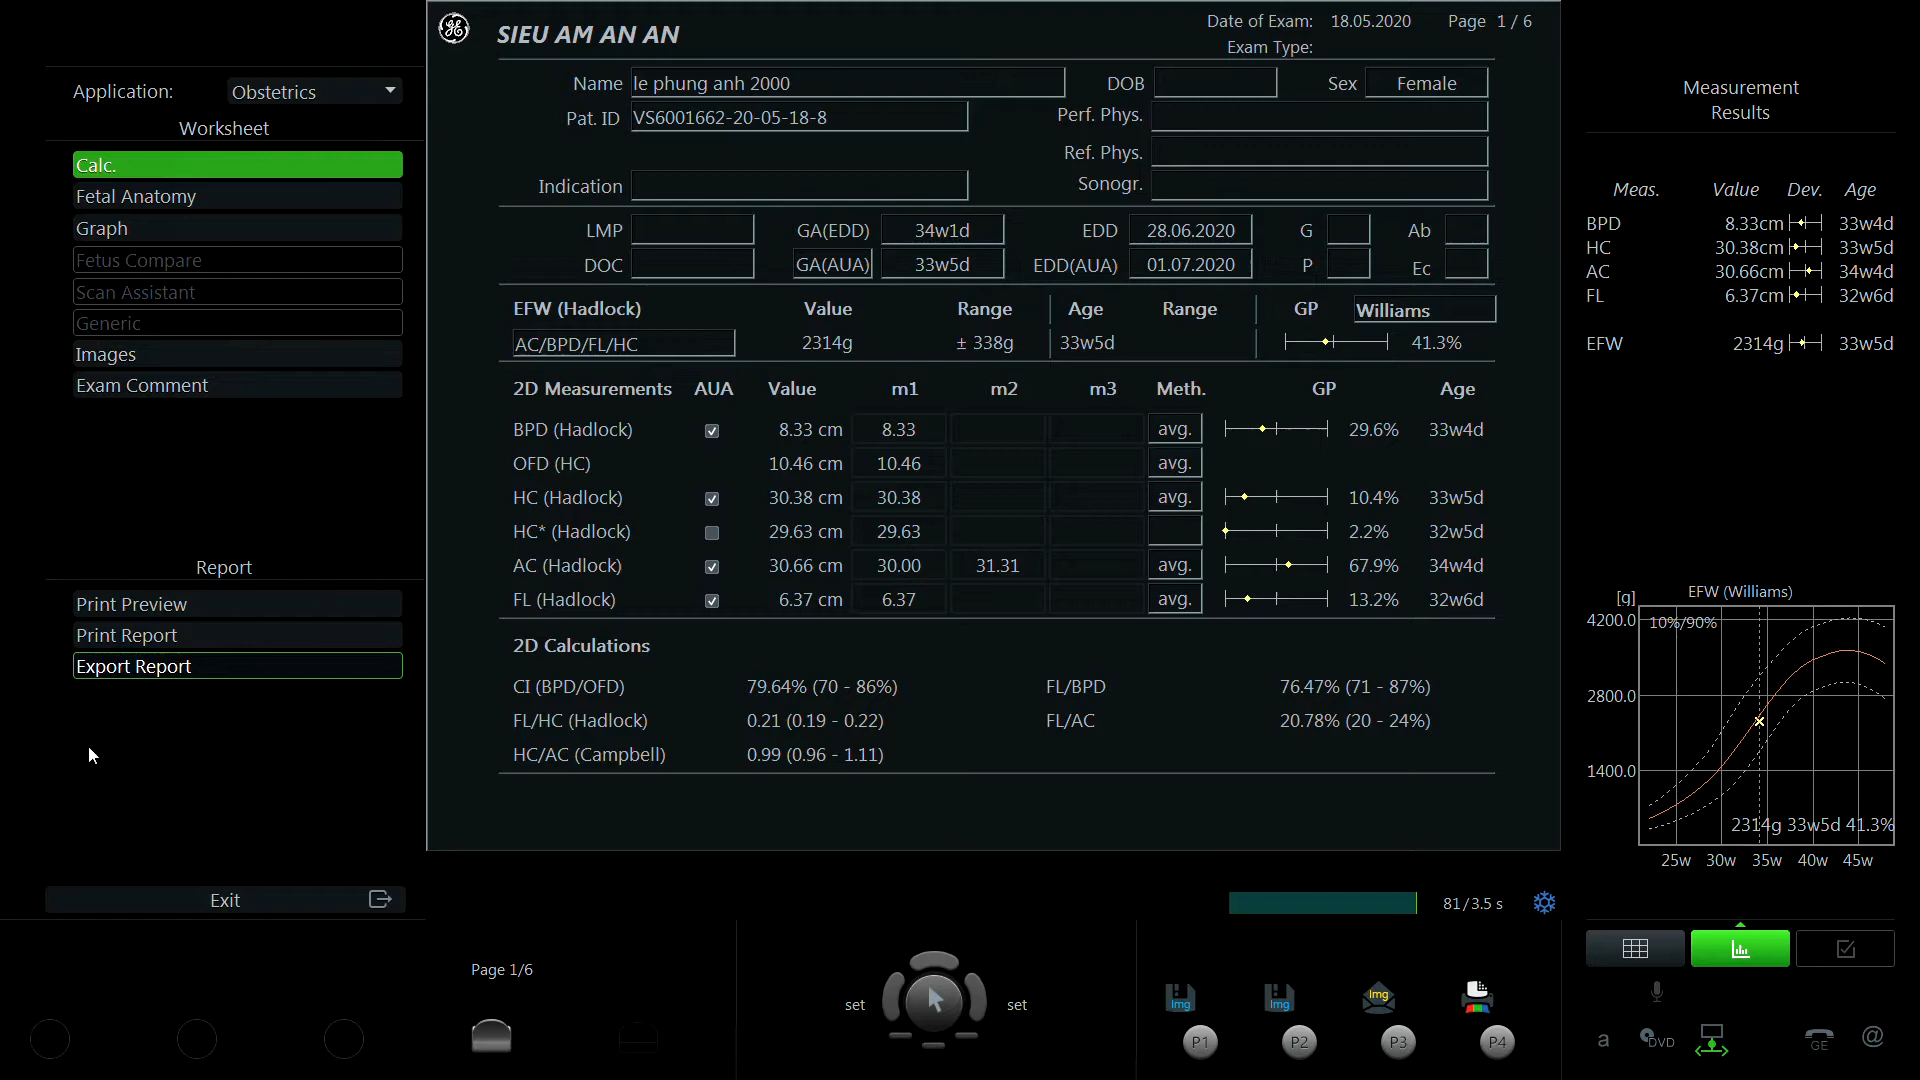 SIEU AM AN AN
Date of Exam: 18.05.2020 Page 1 / 6
Exam Type:
Application: Obstetrics
Worksheet
Calc.
Fetal Anatomy
Graph
Fetus Compare
Scan Assistant
Generic
Images
Exam Comment
Report
Print Preview
Print Report
Export Report
Exit
Name le phung anh 2000 DOB Sex Female
Pat. ID VS6001662-20-05-18-8 Perf. Phys.
Ref. Phys.
Indication Sonogr.
LMP GA(EDD) 34w1d EDD 28.06.2020 G Ab
DOC GA(AUA) 33w5d EDD(AUA) 01.07.2020 P Ec
EFW (Hadlock) Value Range Age Range GP Williams
AC/BPD/FL/HC 2314g ± 338g 33w5d 41.3%
2D Measurements AUA Value m1 m2 m3 Meth. GP Age
BPD (Hadlock) 8.33 cm 8.33 avg. 29.6% 33w4d
OFD (HC) 10.46 cm 10.46 avg.
HC (Hadlock) 30.38 cm 30.38 avg. 10.4% 33w5d
HC* (Hadlock) 29.63 cm 29.63 2.2% 32w5d
AC (Hadlock) 30.66 cm 30.00 31.31 avg. 67.9% 34w4d
FL (Hadlock) 6.37 cm 6.37 avg. 13.2% 32w6d
2D Calculations
CI (BPD/OFD) 79.64% (70 - 86%) FL/BPD 76.47% (71 - 87%)
FL/HC (Hadlock) 0.21 (0.19 - 0.22) FL/AC 20.78% (20 - 24%)
HC/AC (Campbell) 0.99 (0.96 - 1.11)
Measurement
Results
Meas. Value Dev. Age
BPD 8.33cm 33w4d
HC 30.38cm 33w5d
AC 30.66cm 34w4d
FL 6.37cm 32w6d
EFW 2314g 33w5d
EFW (Williams)
[g]
4200.0 10%/90%
2800.0
1400.0
2314g 33w5d 41.3%
25w 30w 35w 40w 45w
81/3.5 s
Page 1/6
set set
Img Img Img
P1 P2 P3 P4
a DVD GE @